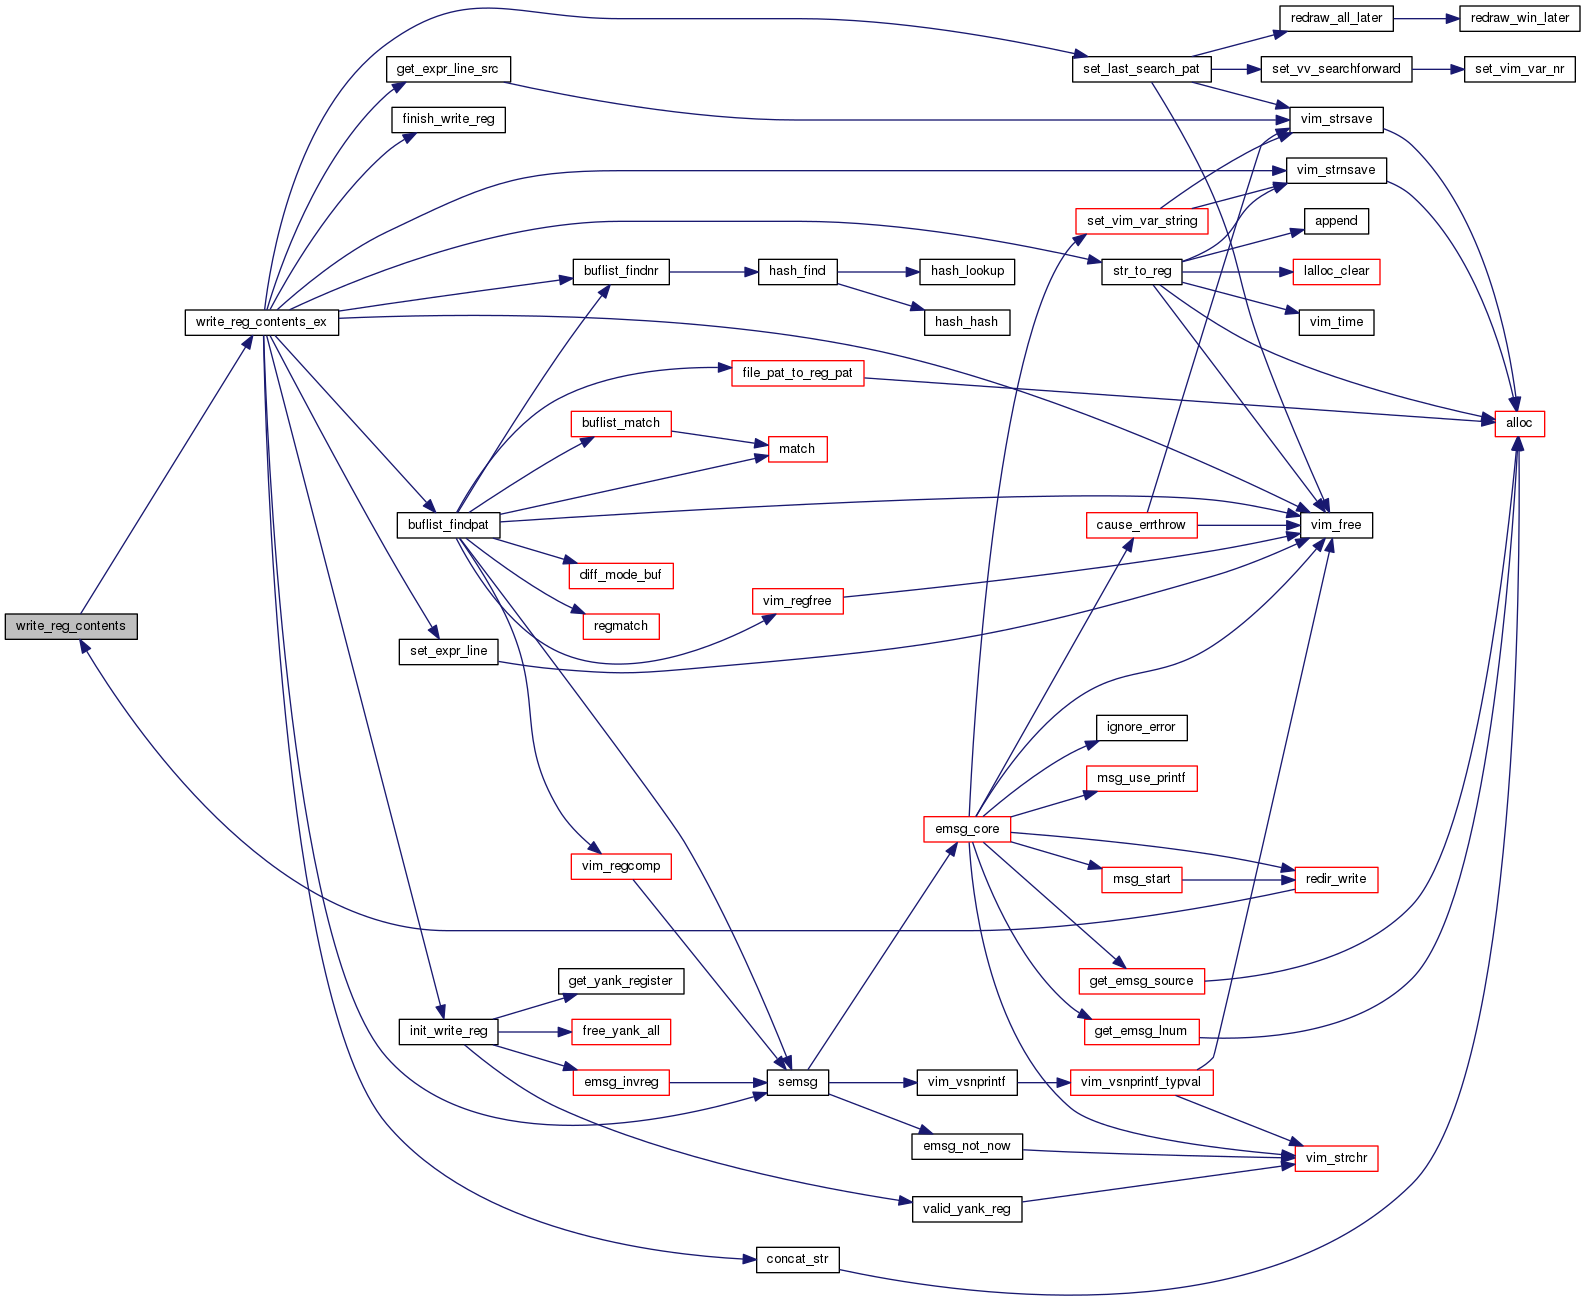 redraw_all_later
redraw_win_later
get_expr_line_src
set_last_search_pat
set_vv_searchforward
set_vim_var_nr
finish_write_reg
vim_strsave
vim_strnsave
set_vim_var_string
append
buflist_findnr
hash_find
hash_lookup
str_to_reg
lalloc_clear
write_reg_contents_ex
hash_hash
vim_time
file_pat_to_reg_pat
buflist_match
match
alloc
buflist_findpat
cause_errthrow
vim_free
diff_mode_buf
vim_regfree
write_reg_contents
regmatch
set_expr_line
ignore_error
msg_use_printf
emsg_core
vim_regcomp
msg_start
redir_write
get_yank_register
get_emsg_source
init_write_reg
free_yank_all
get_emsg_lnum
emsg_invreg
semsg
vim_vsnprintf
vim_vsnprintf_typval
emsg_not_now
vim_strchr
valid_yank_reg
concat_str